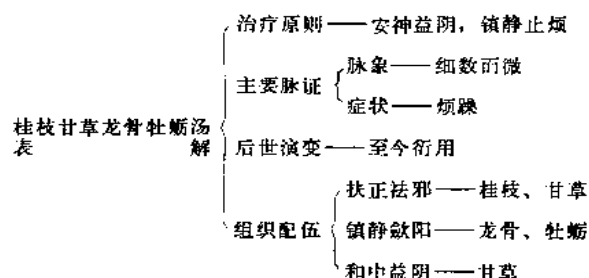 治疗原则——安神益阴，镇静止烦
主要脉证
脉象——细数而微
症状——烦躁
桂枝甘草龙骨牡蛎汤
表解
后世演变——至今衍用
组织配伍
扶正祛邪——桂枝、甘草
镇静敛阳——龙骨、牡蛎
和中益阴——甘草